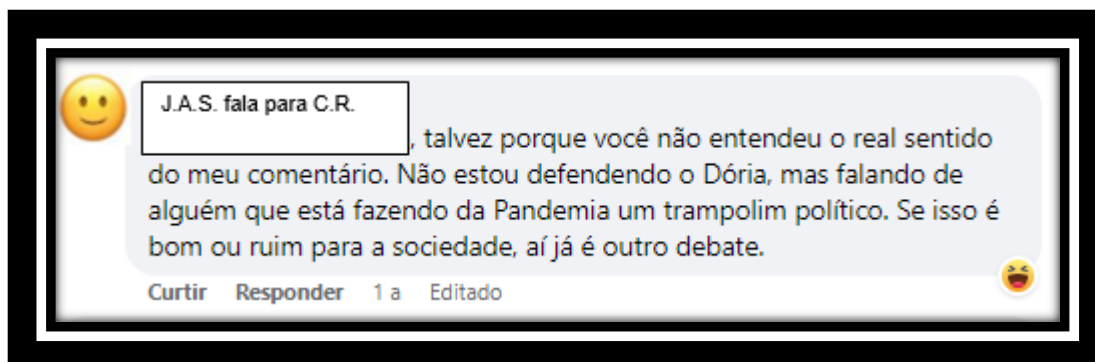 J.A.S. fala para C.R.
, talvez porque você não entendeu o real sentido
do meu comentário. Não estou defendendo o Dória, mas falando de
alguém que está fazendo da Pandemia um trampolim político. Se isso é
bom ou ruim para a sociedade, aí já é outro debate.
Curtir Responder 1 a Editado